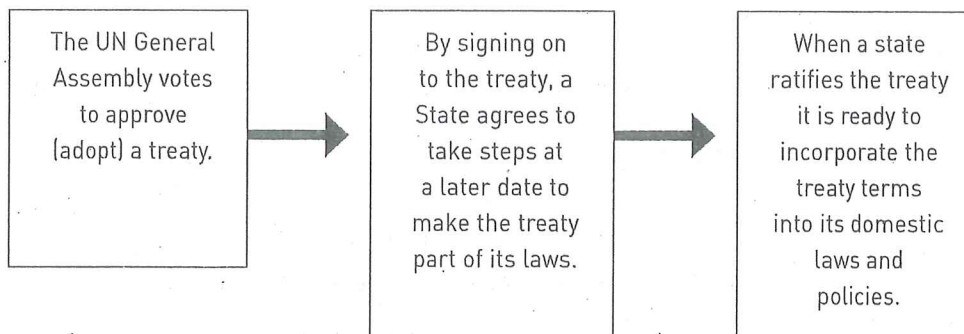 The UN General
Assembly votes
to approve
(adopt) a treaty.
By signing on
to the treaty, a
State agrees to
take steps at
a later date to
make the treaty
part of its laws.
When a state
ratifies the treaty
it is ready to
incorporate the
treaty terms
into its domestic
laws and
policies.